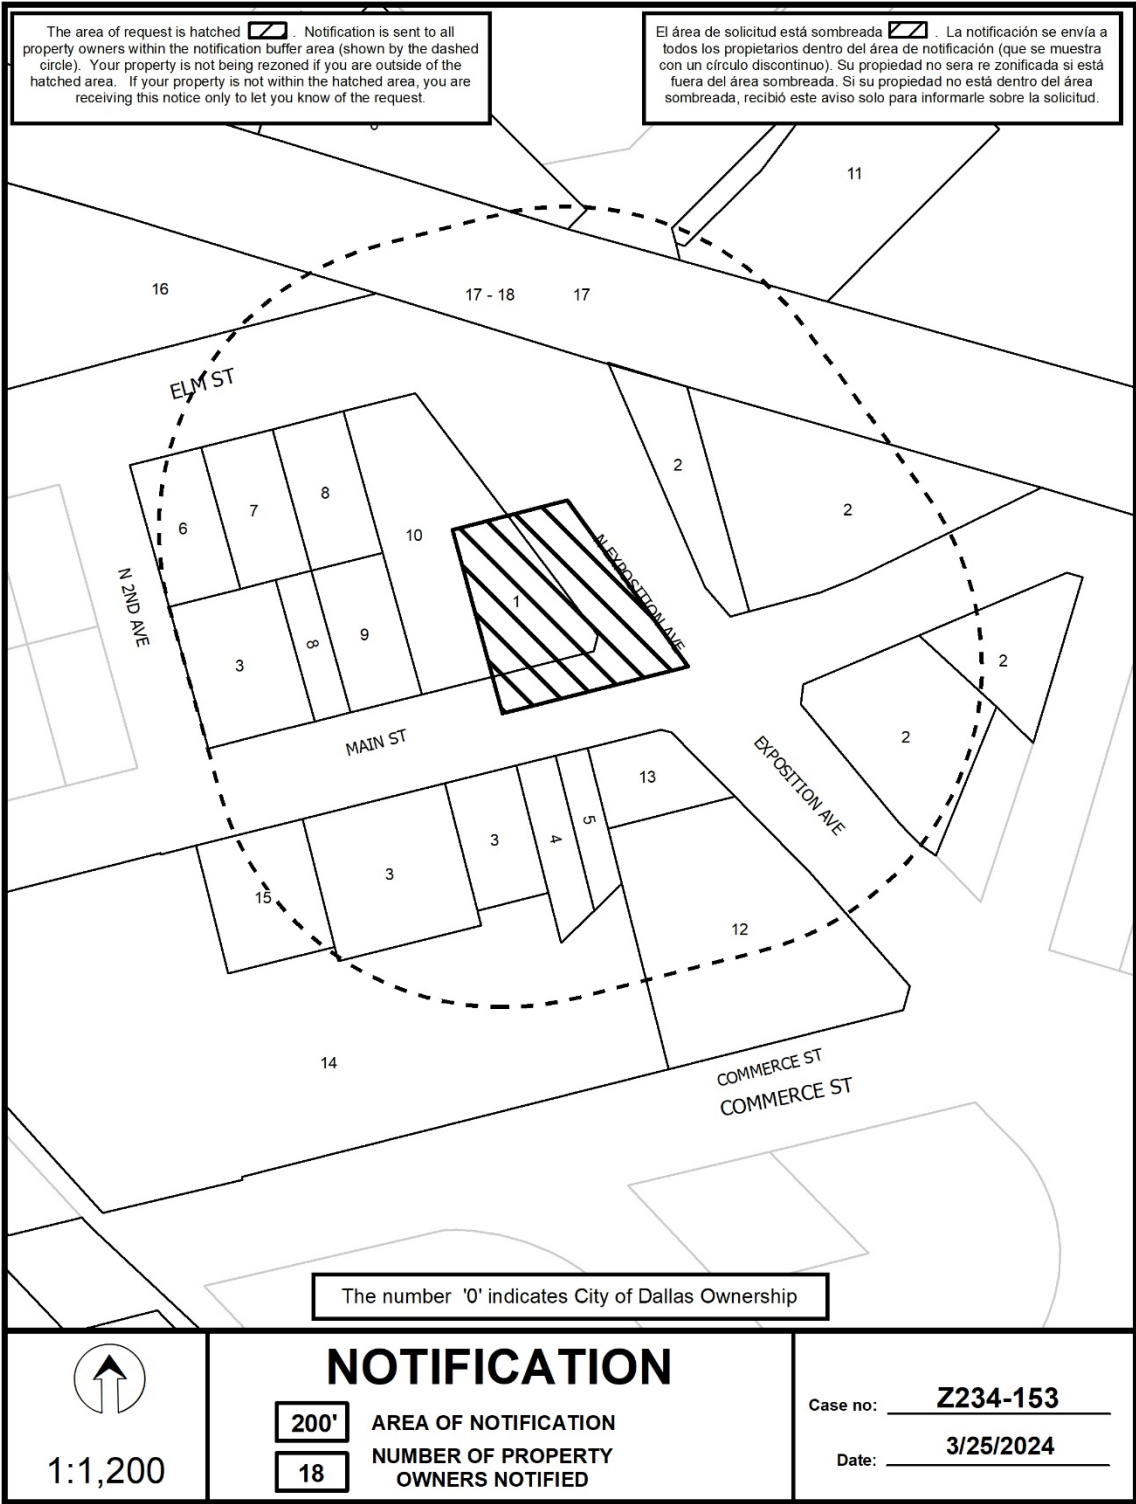 The area of request is hatched . Notification is sent to all
property owners within the notification buffer area (shown by the dashed
circle). Your property is not being rezoned if you are outside of the
hatched area. If your property is not within the hatched area, you are
receiving this notice only to let you know of the request.
El área de solicitud está sombreada . La notificación se envía a
todos los propietarios dentro del área de notificación (que se muestra
con un círculo discontinuo). Su propiedad no sera re zonificada si está
fuera del área sombreada. Si su propiedad no está dentro del área
sombreada, recibió este aviso solo para informarle sobre la solicitud.
0
11
16
17 - 18
17
ELM ST
2
8
2
7
6
10
N EXPOSITION AVE
1
N 2ND AVE
9
8
3
2
2
MAIN ST
EXPOSITION AVE
13
5
4
3
3
15
12
14
COMMERCE ST
COMMERCE ST
The number '0' indicates City of Dallas Ownership
1:1,200
NOTIFICATION
200' AREA OF NOTIFICATION
18 NUMBER OF PROPERTY
OWNERS NOTIFIED
Case no: Z234-153
Date: 3/25/2024